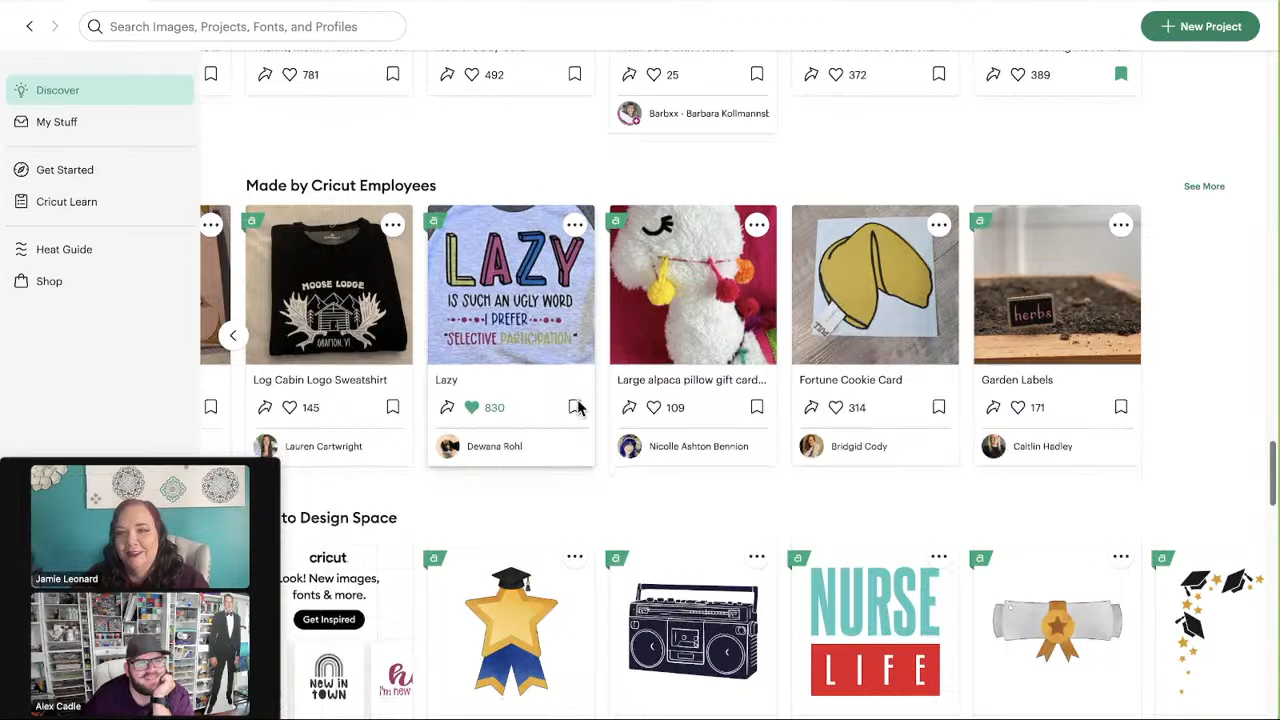 Search Images, Projects, Fonts, and Profiles
New Project
Discover
My Stuff
Get Started
Cricut Learn
Heat Guide
Shop
781
492
25
372
389
Barbxx - Barbara Kollmannsb
Made by Cricut Employees
See More
MOOSE LODGE
GRAFTON, VT
LAZY
IS SUCH AN UGLY WORD
I PREFER
"SELECTIVE PARTICIPATION"
herbs
Log Cabin Logo Sweatshirt
Lazy
Large alpaca pillow gift card...
Fortune Cookie Card
Garden Labels
145
830
109
314
171
Lauren Cartwright
Dewana Rohl
Nicolle Ashton Bennion
Bridgid Cody
Caitlin Hadley
to Design Space
cricut
Look! New images,
fonts & more.
Get Inspired
NEW IN
TOWN
I'm new
NURSE
LIFE
Jamie Leonard
Alex Cadle